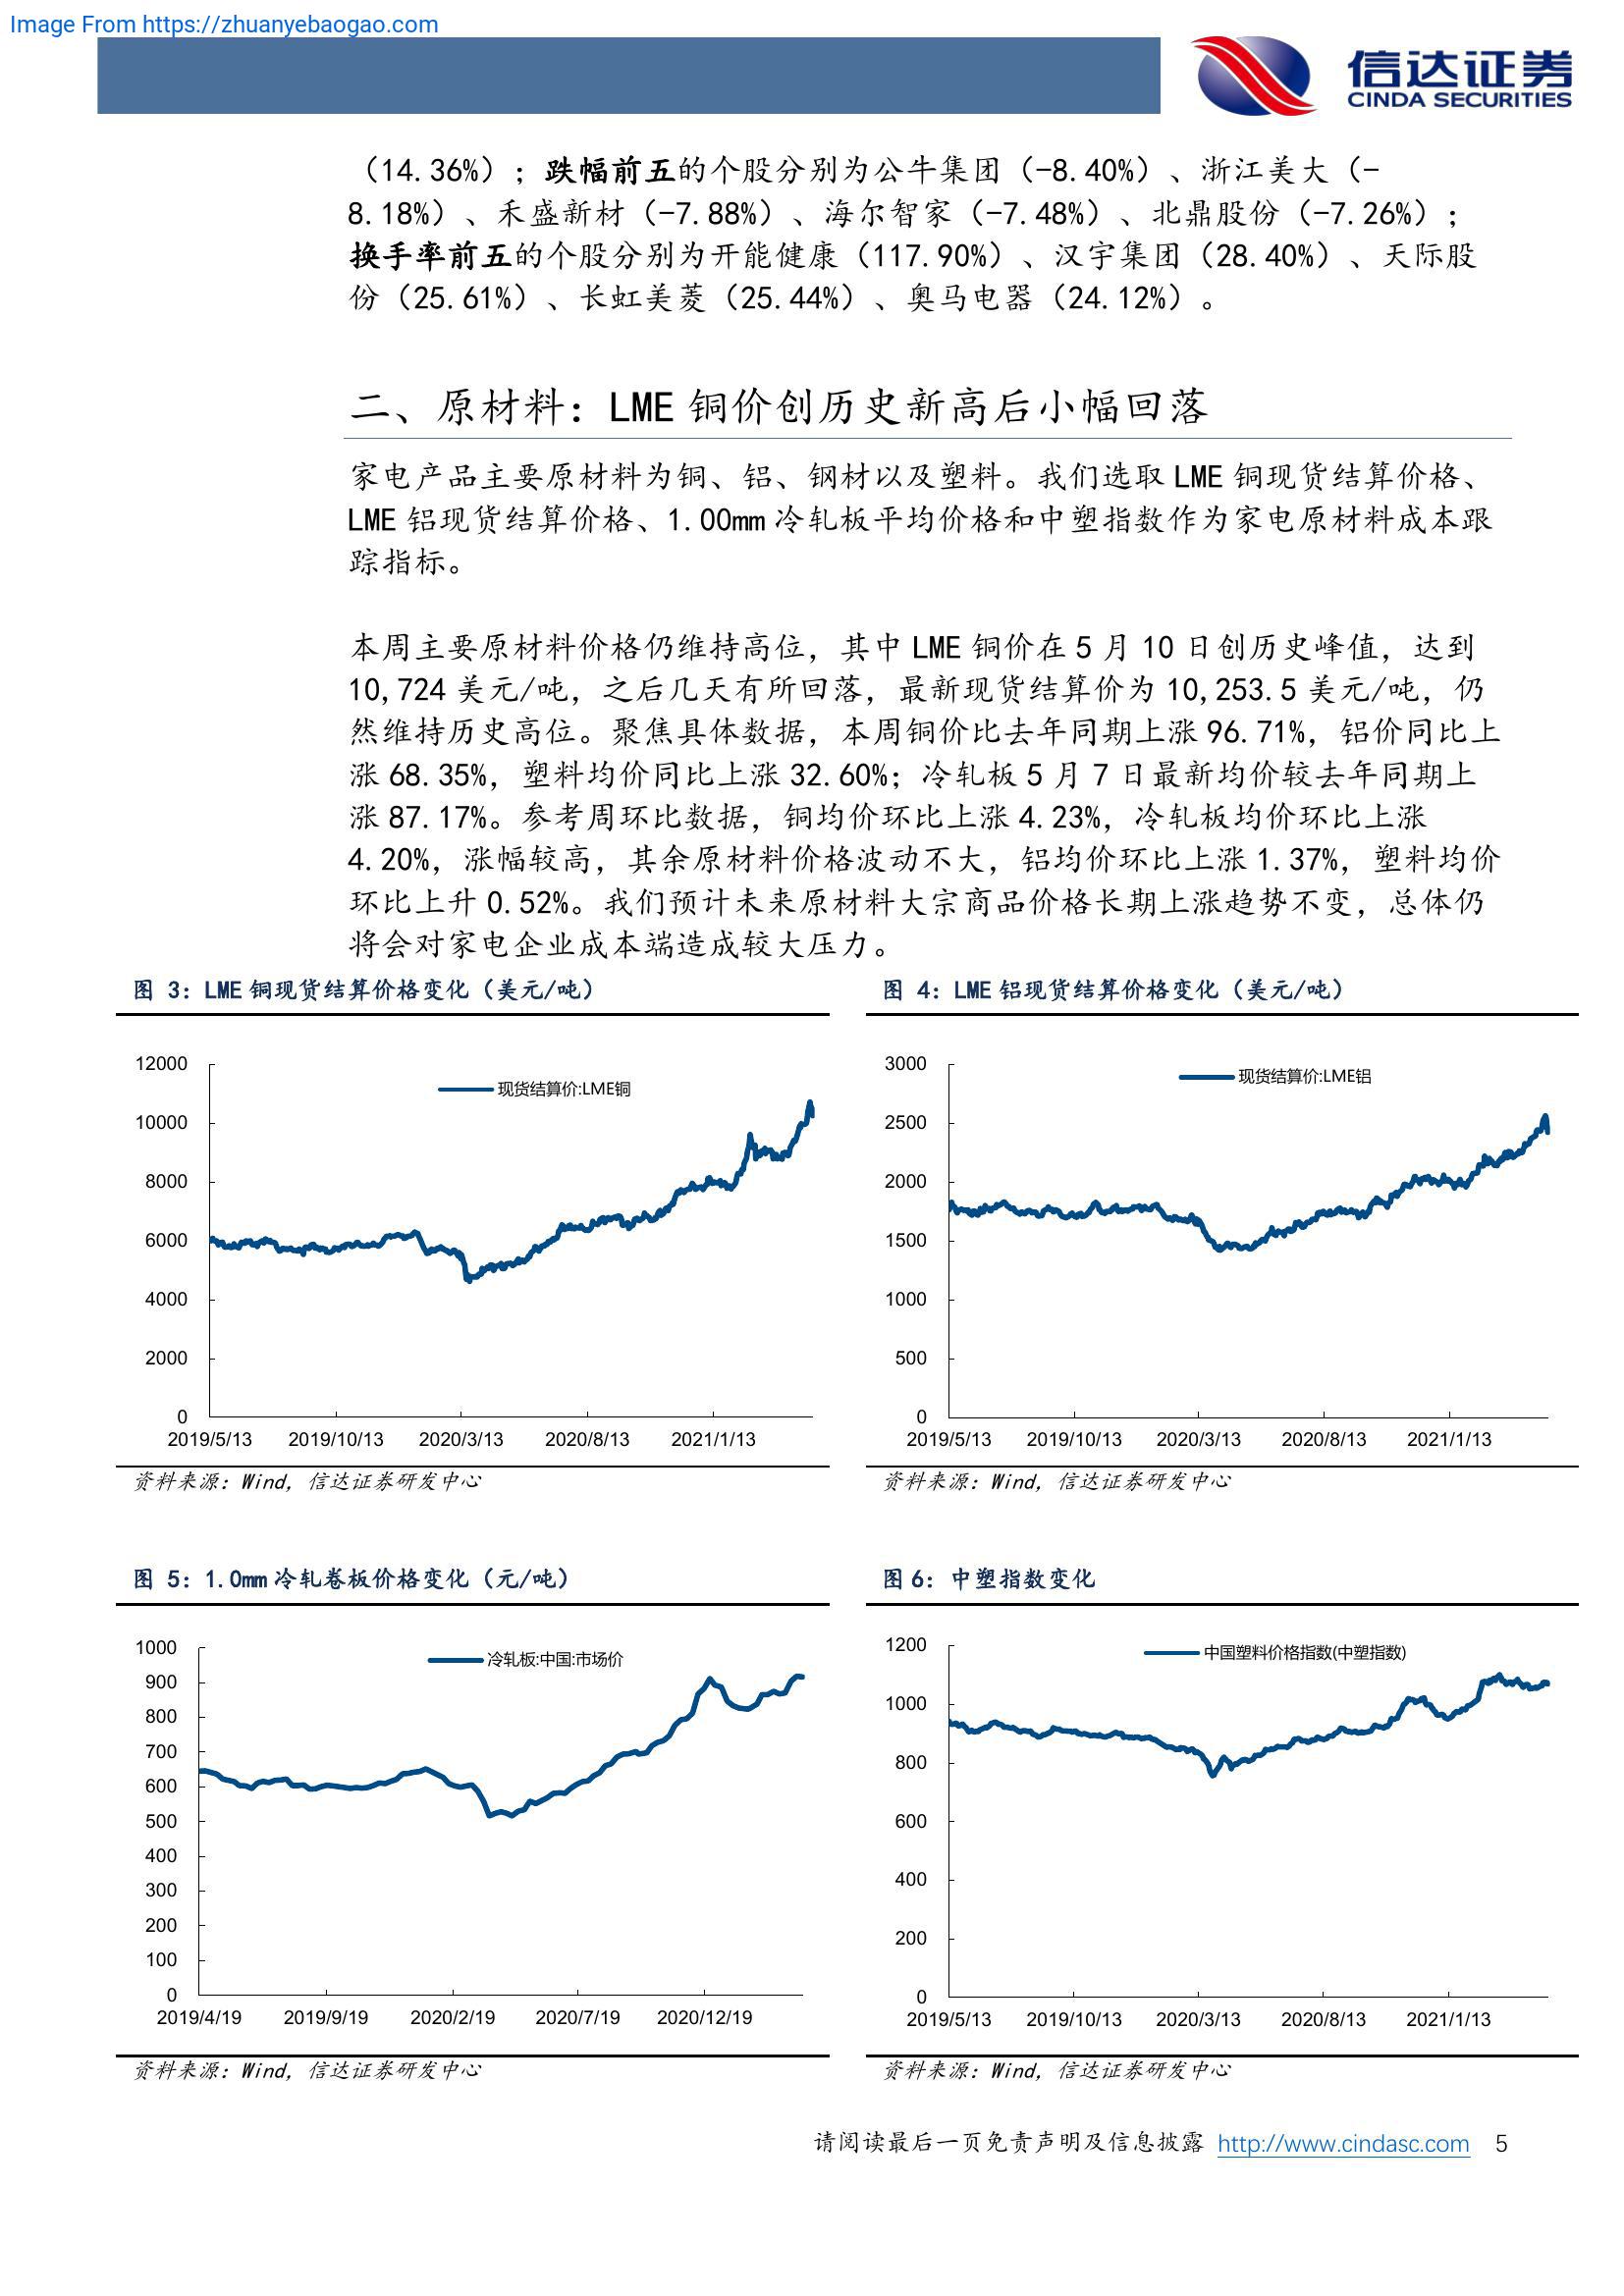 Image From https://zhuanyebaogao.com
信达证券
CINDA SECURITIES
（14.36%）；跌幅前五的个股分别为公牛集团（-8.40%）、浙江美大（-
8.18%）、禾盛新材（-7.88%）、海尔智家（-7.48%）、北鼎股份（-7.26%）；
换手率前五的个股分别为开能健康（117.90%）、汉宇集团（28.40%）、天际股
份（25.61%）、长虹美菱（25.44%）、奥马电器（24.12%）。
二、原材料：LME 铜价创历史新高后小幅回落
家电产品主要原材料为铜、铝、钢材以及塑料。我们选取 LME 铜现货结算价格、
LME 铝现货结算价格、1.00mm 冷轧板平均价格和中塑指数作为家电原材料成本跟
踪指标。
本周主要原材料价格仍维持高位，其中 LME 铜价在 5 月 10 日创历史峰值，达到
10,724 美元/吨，之后几天有所回落，最新现货结算价为 10,253.5 美元/吨，仍
然维持历史高位。聚焦具体数据，本周铜价比去年同期上涨 96.71%，铝价同比上
涨 68.35%，塑料均价同比上涨 32.60%；冷轧板 5 月 7 日最新均价较去年同期上
涨 87.17%。参考周环比数据，铜均价环比上涨 4.23%，冷轧板均价环比上涨
4.20%，涨幅较高，其余原材料价格波动不大，铝均价环比上涨 1.37%，塑料均价
环比上升 0.52%。我们预计未来原材料大宗商品价格长期上涨趋势不变，总体仍
将会对家电企业成本端造成较大压力。
图 3：LME 铜现货结算价格变化（美元/吨）
现货结算价:LME铜
12000
10000
8000
6000
4000
2000
0
2019/5/13 2019/10/13 2020/3/13 2020/8/13 2021/1/13
资料来源：Wind，信达证券研发中心
图 4：LME 铝现货结算价格变化（美元/吨）
现货结算价:LME铝
3000
2500
2000
1500
1000
500
0
2019/5/13 2019/10/13 2020/3/13 2020/8/13 2021/1/13
资料来源：Wind，信达证券研发中心
图 5：1.0mm 冷轧卷板价格变化（元/吨）
冷轧板:中国:市场价
1000
900
800
700
600
500
400
300
200
100
0
2019/4/19 2019/9/19 2020/2/19 2020/7/19 2020/12/19
资料来源：Wind，信达证券研发中心
图 6：中塑指数变化
中国塑料价格指数(中塑指数)
1200
1000
800
600
400
200
0
2019/5/13 2019/10/13 2020/3/13 2020/8/13 2021/1/13
资料来源：Wind，信达证券研发中心
请阅读最后一页免责声明及信息披露 http://www.cindasc.com 5